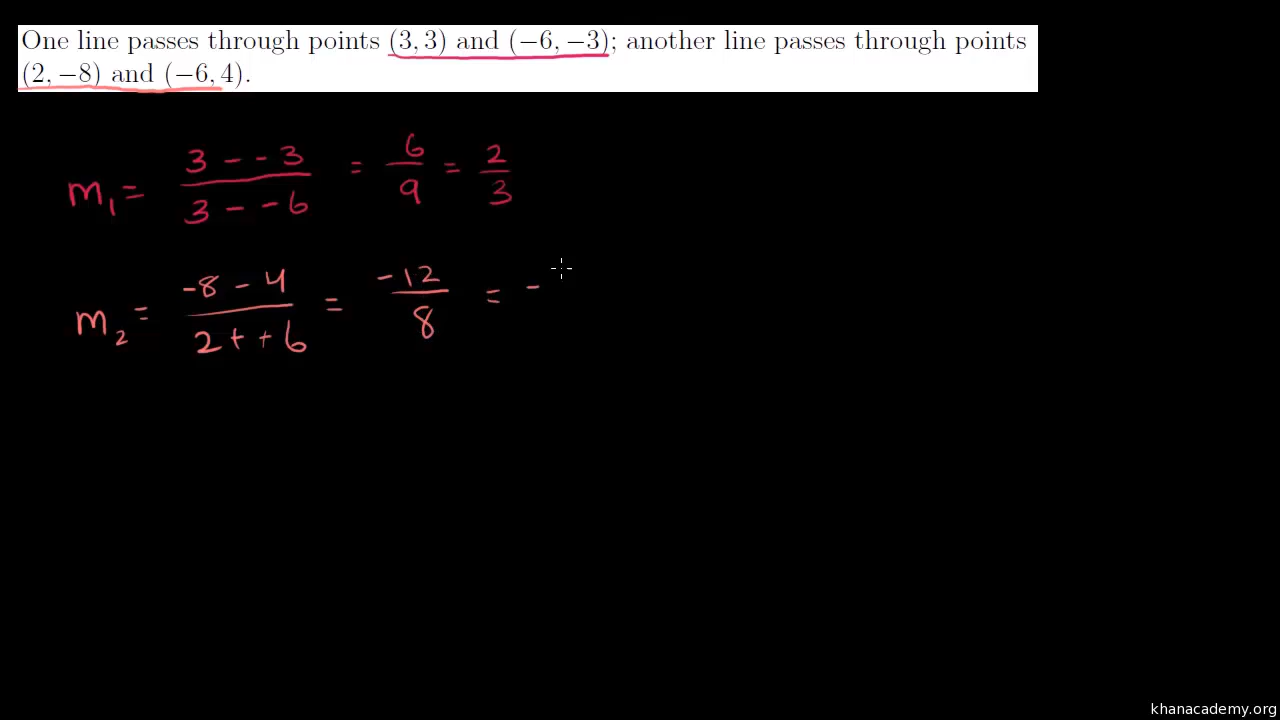 One line passes through points (3, 3) and (−6, −3); another line passes through points
(2, −8) and (−6, 4).
m₁ = (3 - - 3)/(3 - - 6) = 6/9 = 2/3
m₂ = (-8 - 4)/(2 + + 6) = -12/8 = -
khanacademy.org